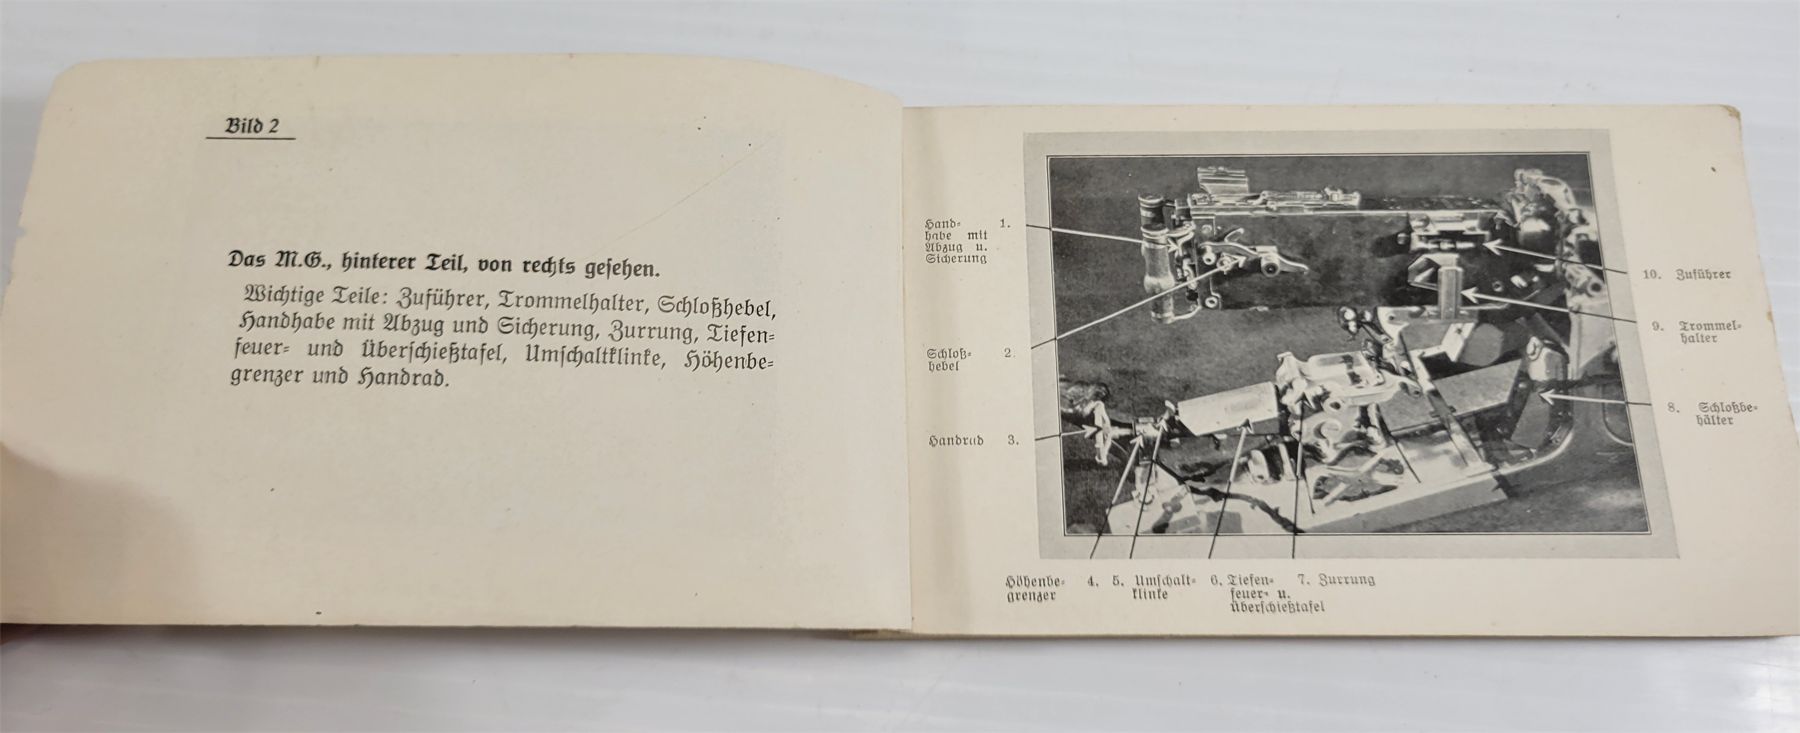 Bild 2
Das M.G., hinterer Teil, von rechts gesehen.
Wichtige Teile: Zuführer, Trommelhalter, Schloßhebel,
Handhabe mit Abzug und Sicherung, Zurrung, Tiefen=
feuer= und Überschießtafel, Umschaltklinke, Höhenbe=
grenzer und Handrad.
Hand= 1.
habe mit
Abzug u.
Sicherung
Schloß= 2.
hebel
Handrad 3.
Höhenbe= 4.
grenzer
5. Umschalt=
klinke
6. Tiefen=
feuer= u.
Überschießtafel
7. Zurrung
10. Zuführer
9. Trommel=
halter
8. Schloßbe=
hälter